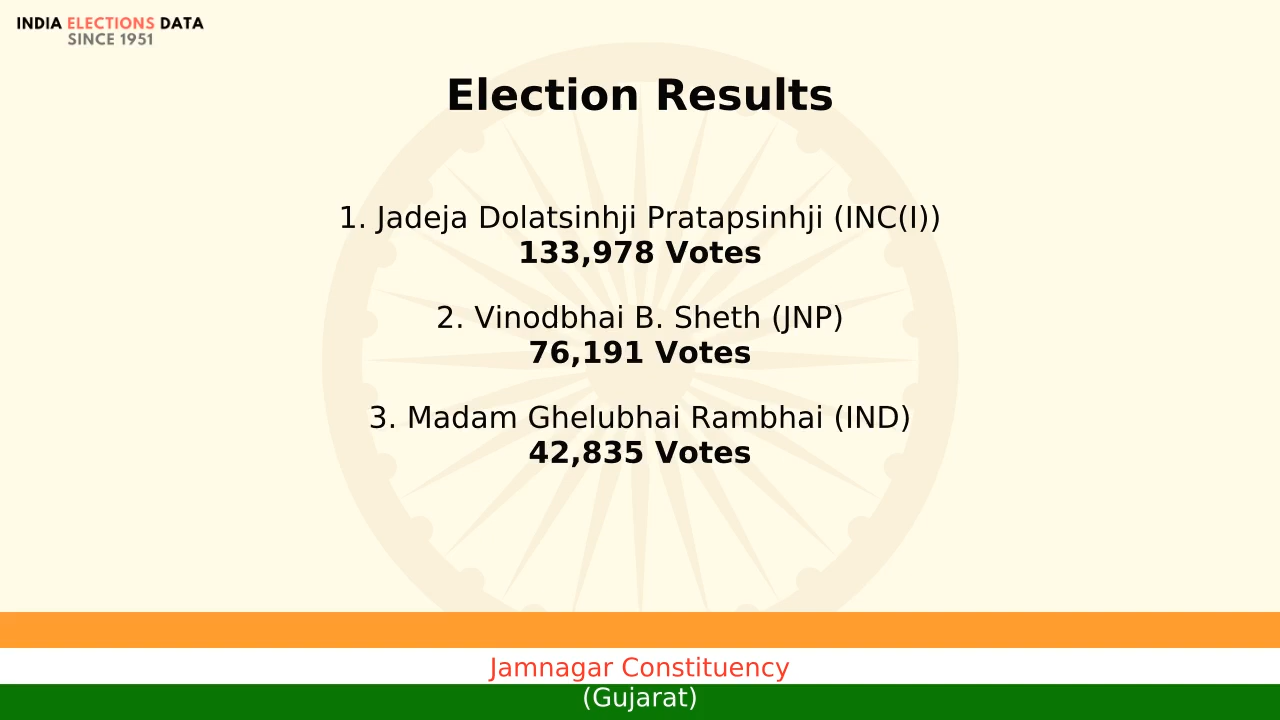 INDIA ELECTIONS DATA
SINCE 1951
Election Results
1. Jadeja Dolatsinhji Pratapsinhji (INC(I))
133,978 Votes
2. Vinodbhai B. Sheth (JNP)
76,191 Votes
3. Madam Ghelubhai Rambhai (IND)
42,835 Votes
Jamnagar Constituency
(Gujarat)